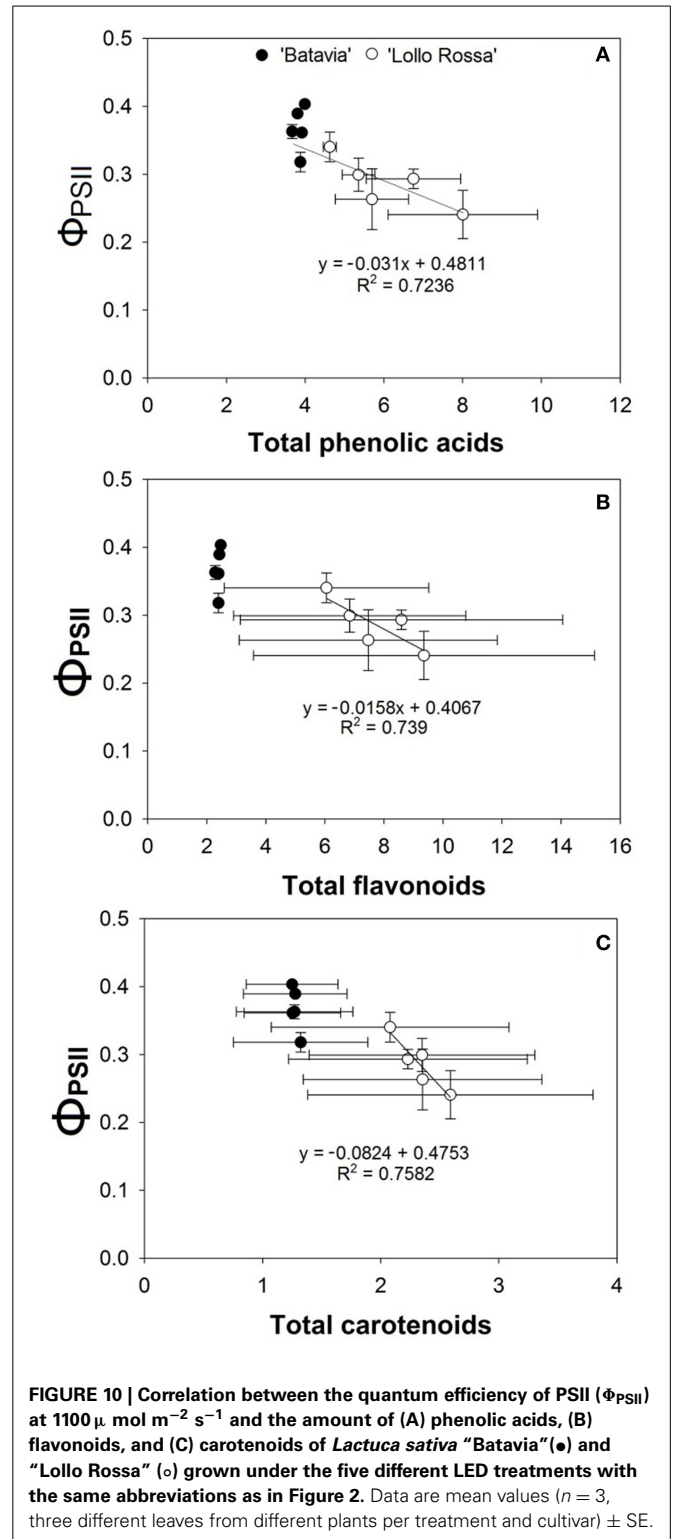 0.5
● 'Batavia' ○ 'Lollo Rossa'
A
0.4
0.3
0.2
0.1
0.0
ΦPSII
y = -0.031x + 0.4811
R² = 0.7236
0 2 4 6 8 10 12
Total phenolic acids
0.5
B
0.4
0.3
0.2
0.1
0.0
ΦPSII
y = -0.0158x + 0.4067
R² = 0.739
0 2 4 6 8 10 12 14 16
Total flavonoids
0.5
C
0.4
0.3
0.2
0.1
0.0
ΦPSII
y = -0.0824 + 0.4753
R² = 0.7582
0 1 2 3 4
Total carotenoids
FIGURE 10 | Correlation between the quantum efficiency of PSII (ΦPSII)
at 1100 μ mol m⁻² s⁻¹ and the amount of (A) phenolic acids, (B)
flavonoids, and (C) carotenoids of Lactuca sativa “Batavia”(●) and
“Lollo Rossa” (○) grown under the five different LED treatments with
the same abbreviations as in Figure 2. Data are mean values (n = 3,
three different leaves from different plants per treatment and cultivar) ± SE.